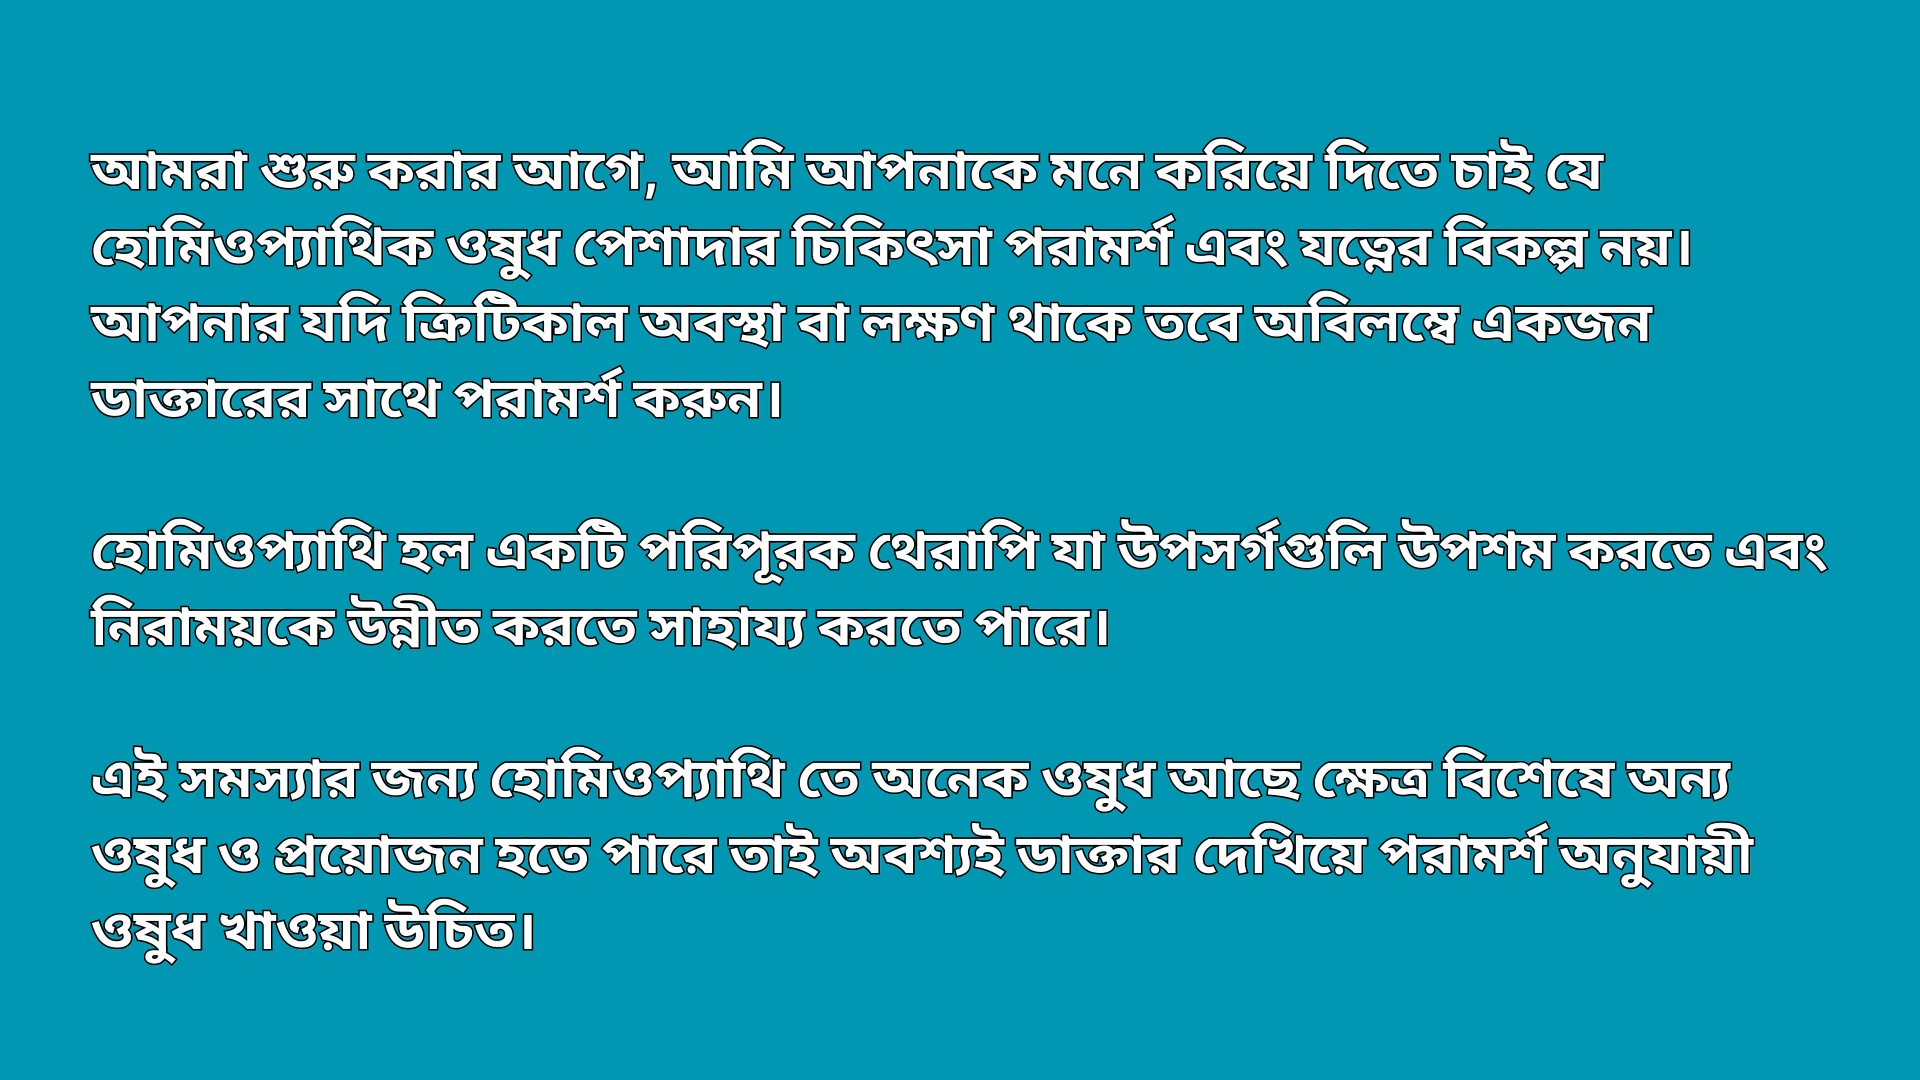 আমরা শুরু করার আগে, আমি আপনাকে মনে করিয়ে দিতে চাই যে
হোমিওপ্যাথিক ওষুধ পেশাদার চিকিৎসা পরামর্শ এবং যত্নের বিকল্প নয়।
আপনার যদি ক্রিটিকাল অবস্থা বা লক্ষণ থাকে তবে অবিলম্বে একজন
ডাক্তারের সাথে পরামর্শ করুন।
হোমিওপ্যাথি হল একটি পরিপূরক থেরাপি যা উপসর্গগুলি উপশম করতে এবং
নিরাময়কে উন্নীত করতে সাহায্য করতে পারে।
এই সমস্যার জন্য হোমিওপ্যাথি তে অনেক ওষুধ আছে ক্ষেত্র বিশেষে অন্য
ওষুধ ও প্রয়োজন হতে পারে তাই অবশ্যই ডাক্তার দেখিয়ে পরামর্শ অনুযায়ী
ওষুধ খাওয়া উচিত।